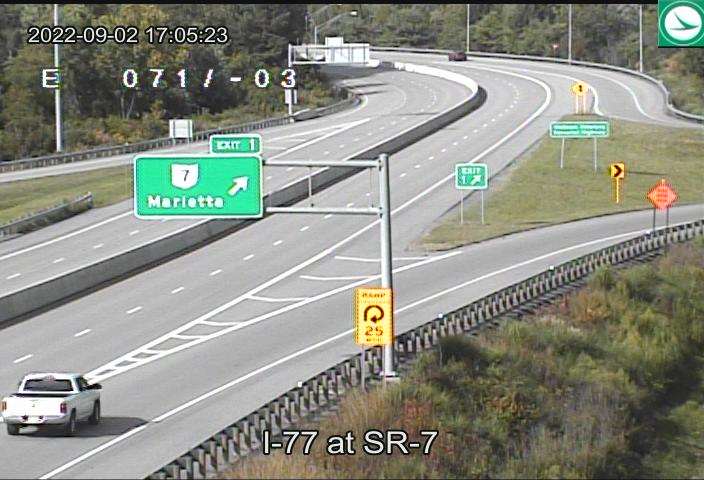 2022-09-02 17:05:23
E 071/-03
EXIT 1
7
Marietta
EXIT
1
RAMP
25
I-77 at SR-7